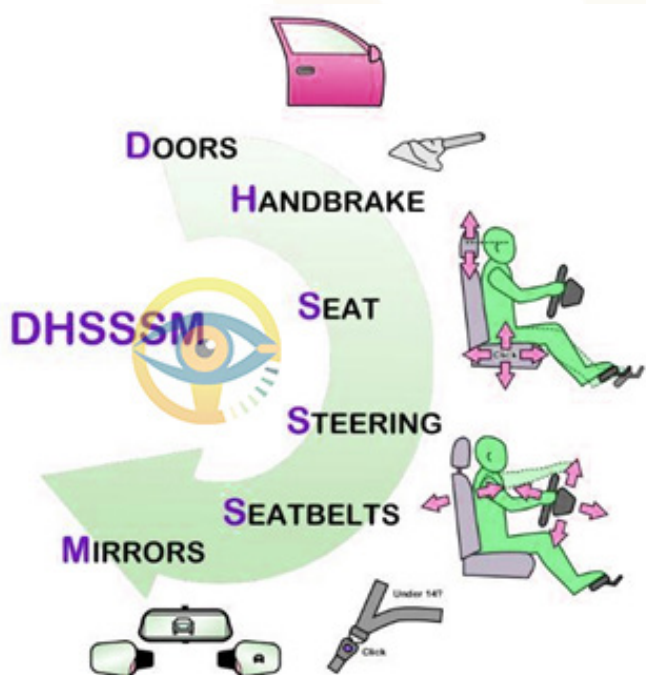 DOORS
HANDBRAKE
DHSSSM
SEAT
Click
STEERING
SEATBELTS
MIRRORS
Under 14?
Click